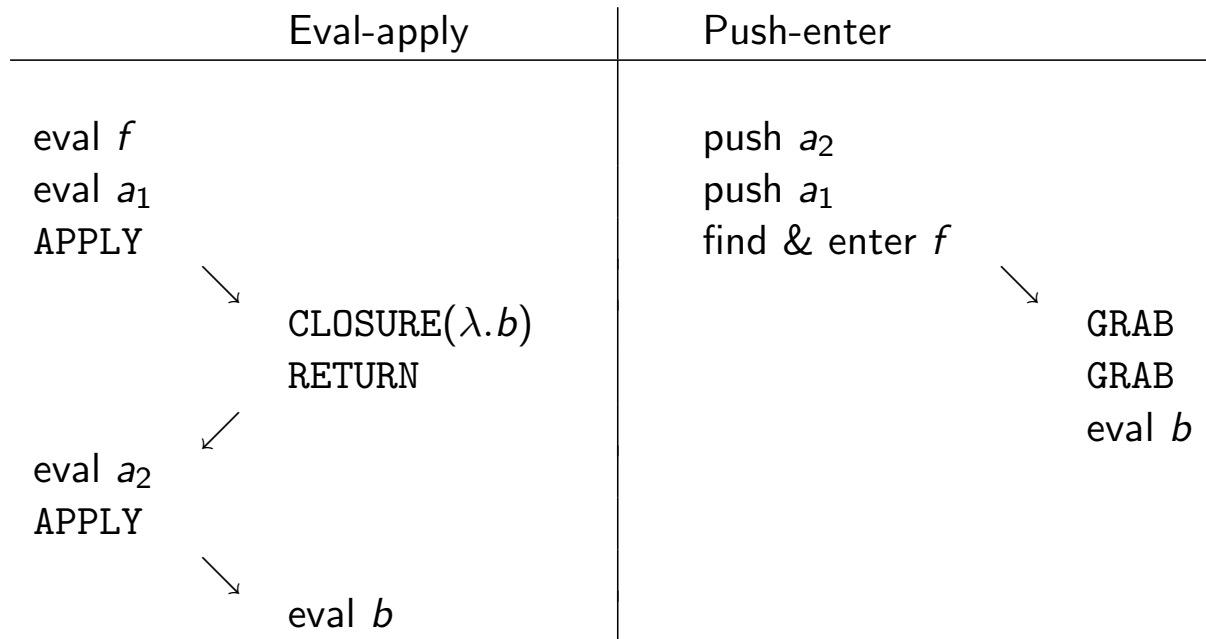 Eval-apply
Push-enter
eval f
eval a₁
APPLY
CLOSURE(λ.b)
RETURN
eval a₂
APPLY
eval b
push a₂
push a₁
find & enter f
GRAB
GRAB
eval b